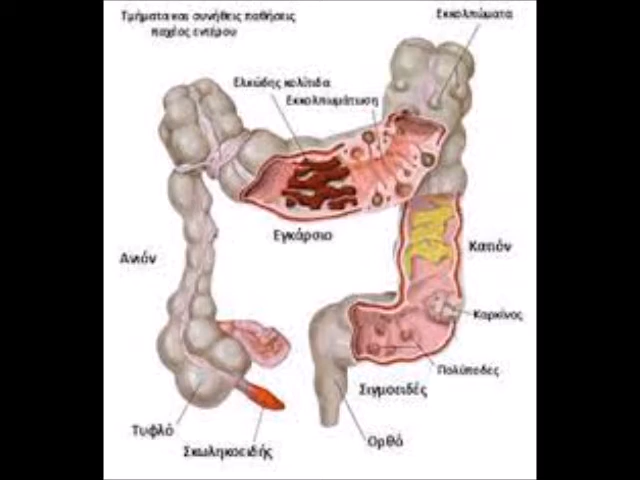 Τμήματα και συνήθεις παθήσεις
παχέος εντέρου
Εκκολπώματα
Ελκώδης κολίτιδα
Εκκολπωμάτωση
Εγκάρσιο
Ανιόν
Κατιόν
Καρκίνος
Πολύποδες
Σιγμοειδές
Τυφλό
Ορθό
Σκωληκοειδής